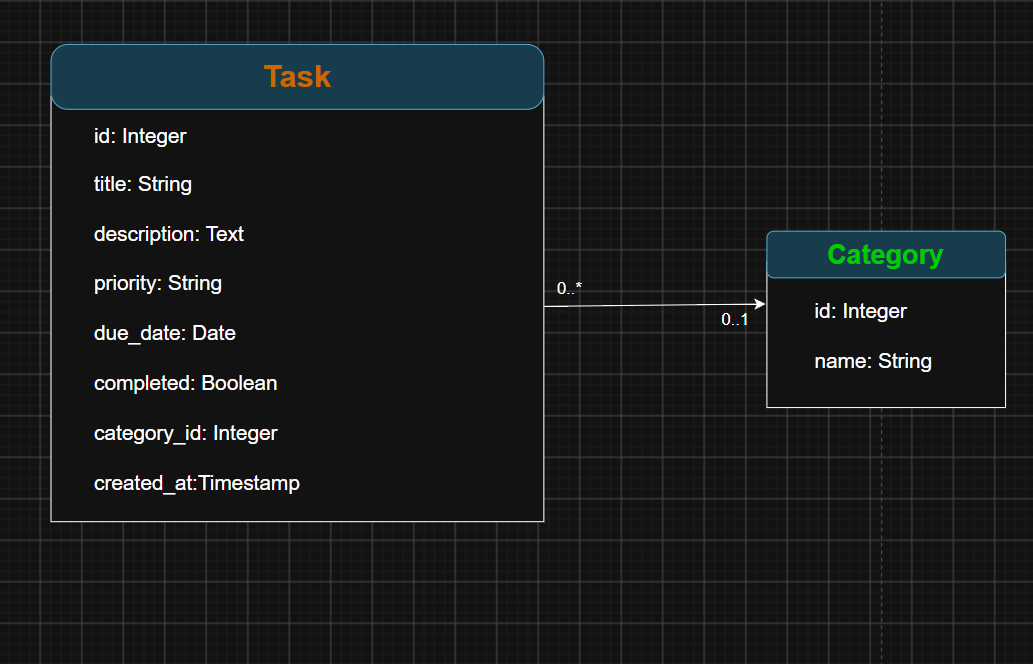 Task
id: Integer
title: String
description: Text
priority: String
due_date: Date
completed: Boolean
category_id: Integer
created_at:Timestamp
0..*
0..1
Category
id: Integer
name: String